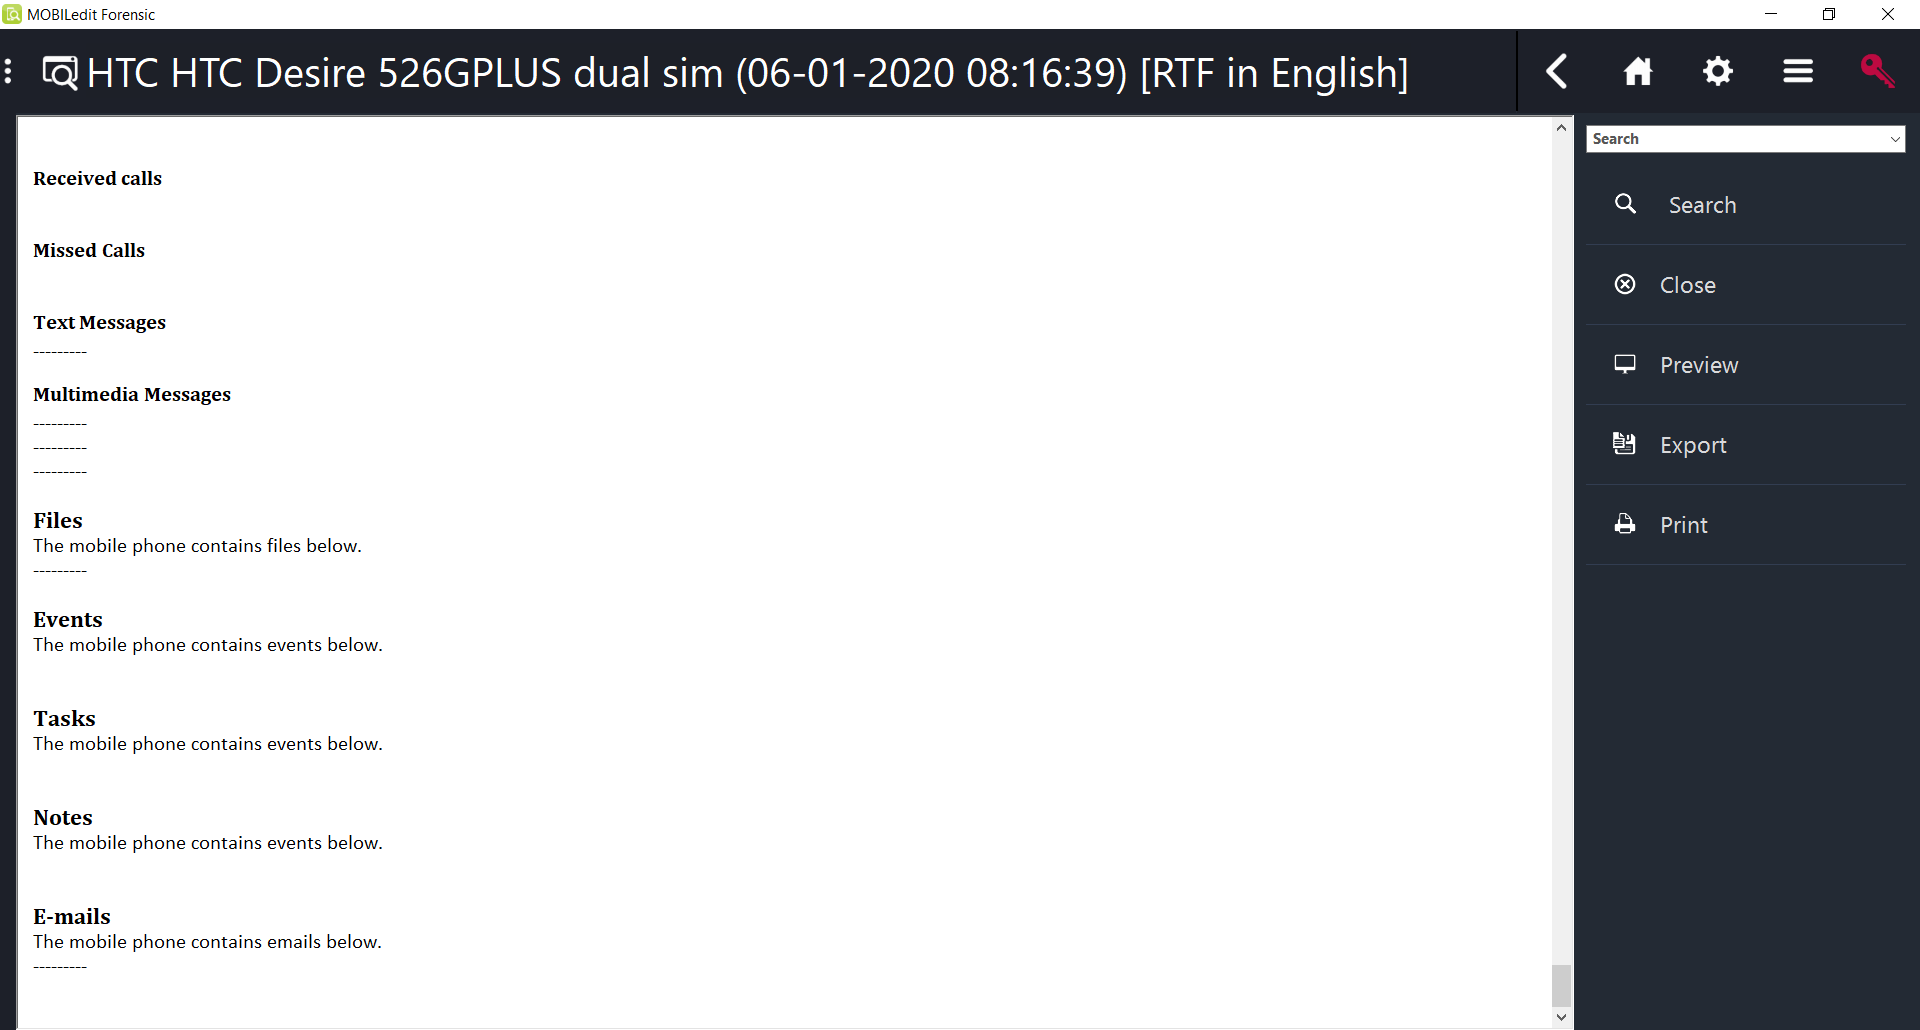 MOBILedit Forensic
HTC HTC Desire 526GPLUS dual sim (06-01-2020 08:16:39) [RTF in English]
Received calls
Missed Calls
Text Messages
---------
Multimedia Messages
---------
---------
---------
Files
The mobile phone contains files below.
---------
Events
The mobile phone contains events below.
Tasks
The mobile phone contains events below.
Notes
The mobile phone contains events below.
E-mails
The mobile phone contains emails below.
---------
Search
Search
Close
Preview
Export
Print